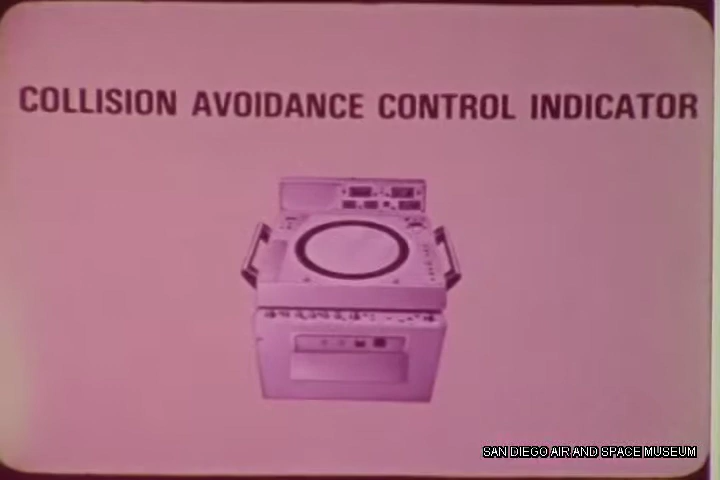 COLLISION AVOIDANCE CONTROL INDICATOR
SAN DIEGO AIR AND SPACE MUSEUM